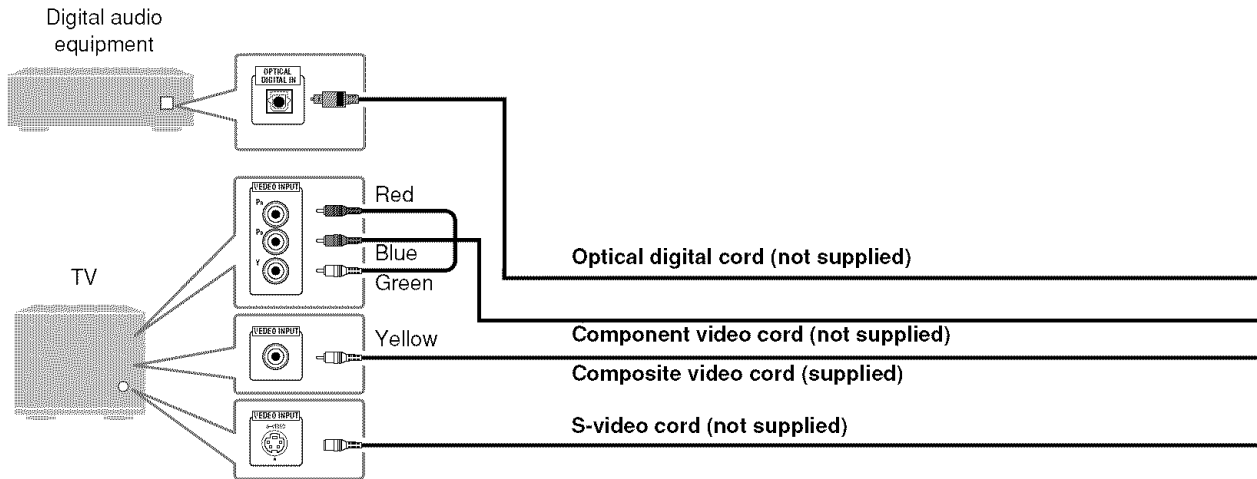 Digital audio
equipment
OPTICAL
DIGITAL IN
VIDEO INPUT
PR
Red
PB
Blue
Y
Green
Optical digital cord (not supplied)
TV
VIDEO INPUT
Yellow
Component video cord (not supplied)
Composite video cord (supplied)
VIDEO INPUT
S-VIDEO
S-video cord (not supplied)